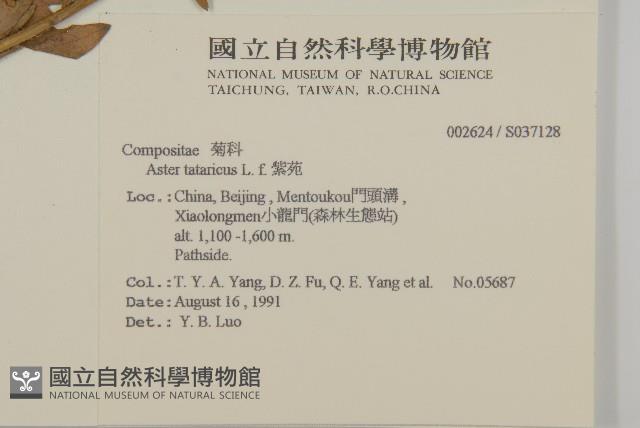 國立自然科學博物館
NATIONAL MUSEUM OF NATURAL SCIENCE
TAICHUNG, TAIWAN, R.O.CHINA
002624 / S037128
Compositae 菊科
Aster tataricus L. f. 紫苑
Loc.: China, Beijing , Mentoukou門頭溝 ,
Xiaolongmen小龍門(森林生態站)
alt. 1,100 -1,600 m.
Pathside.
Col.: T. Y. A. Yang, D. Z. Fu, Q. E. Yang et al. No.05687
Date: August 16 , 1991
Det.: Y. B. Luo
國立自然科學博物館
NATIONAL MUSEUM OF NATURAL SCIENCE